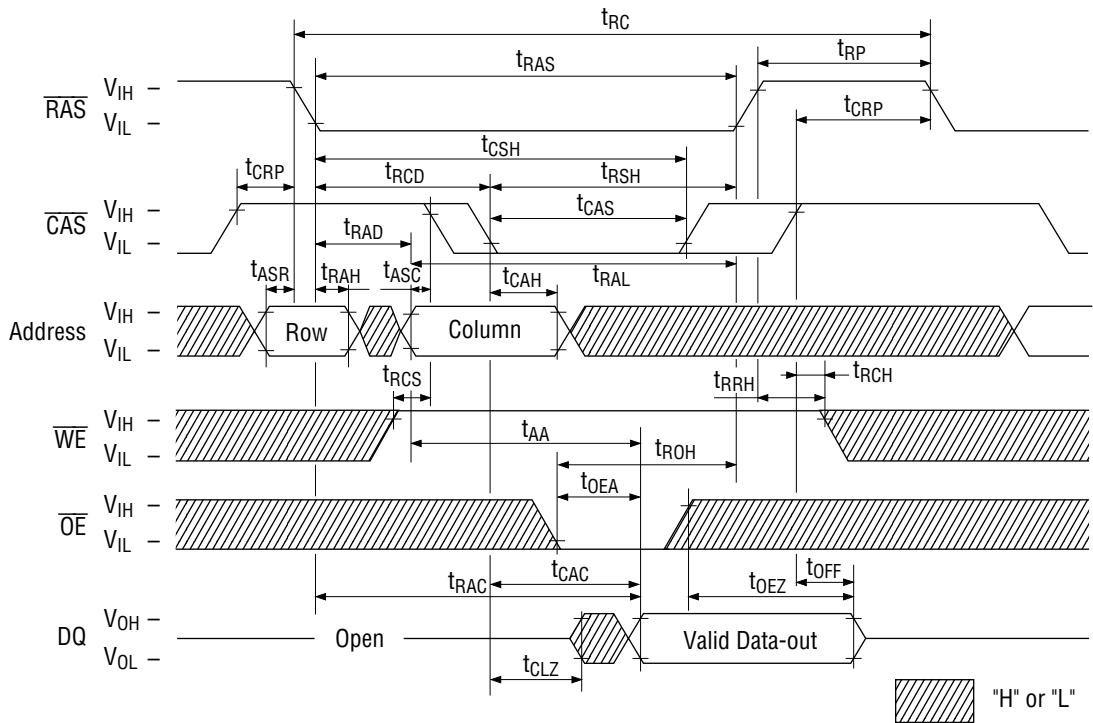 tRC
tRAS
tRP
RAS
VIH
VIL
tCRP
tCSH
tCRP
tRCD
tRSH
CAS
VIH
VIL
tCAS
tRAD
tRAL
tASR
tRAH
tASC
tCAH
Address
VIH
VIL
Row
Column
tRCS
tRRH
tRCH
WE
VIH
VIL
tAA
tROH
tOEA
OE
VIH
VIL
tCAC
tOFF
tRAC
tOEZ
DQ
VOH
VOL
Open
Valid Data-out
tCLZ
"H" or "L"